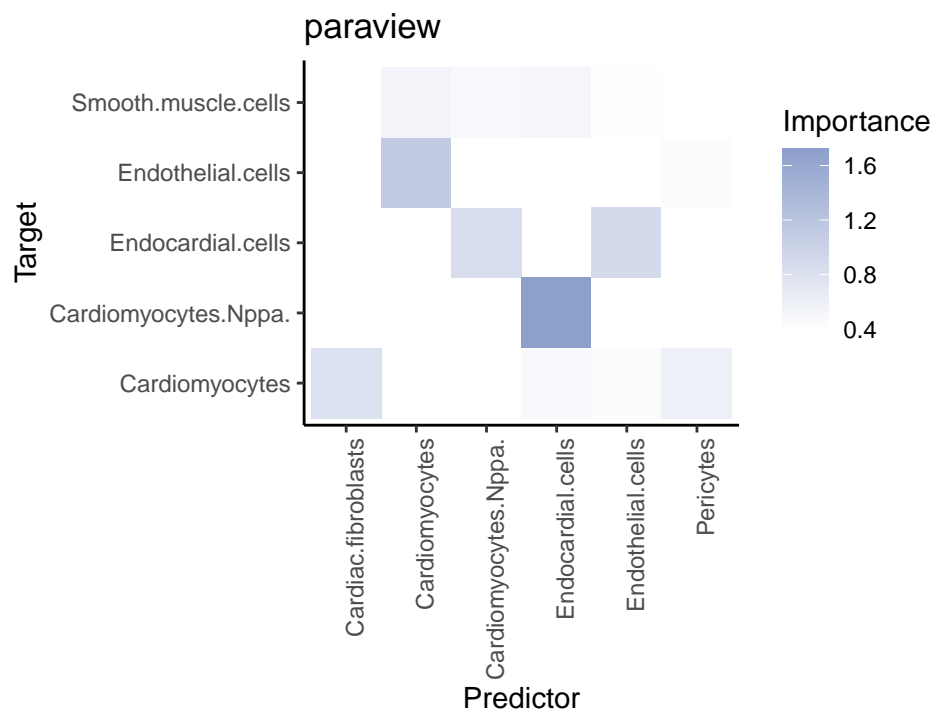 paraview
Target
Smooth.muscle.cells
Endothelial.cells
Endocardial.cells
Cardiomyocytes.Nppa.
Cardiomyocytes
Cardiac.fibroblasts
Cardiomyocytes
Cardiomyocytes.Nppa.
Endocardial.cells
Endothelial.cells
Pericytes
Predictor
Importance
1.6
1.2
0.8
0.4